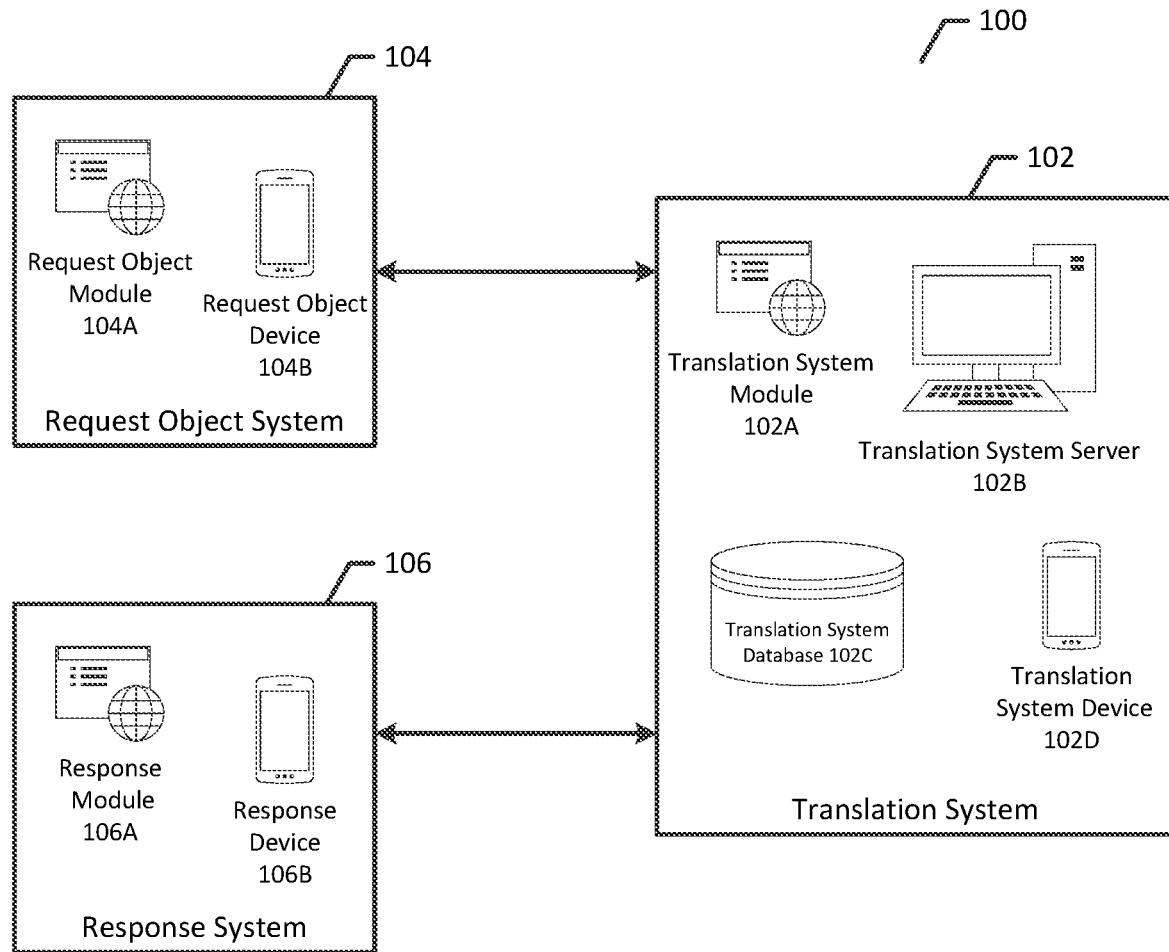 100
104
Request Object
Module
104A
Request Object
Device
104B
Request Object System
102
Translation System
Module
102A
Translation System Server
102B
Translation System
Database 102C
Translation
System Device
102D
Translation System
106
Response
Module
106A
Response
Device
106B
Response System